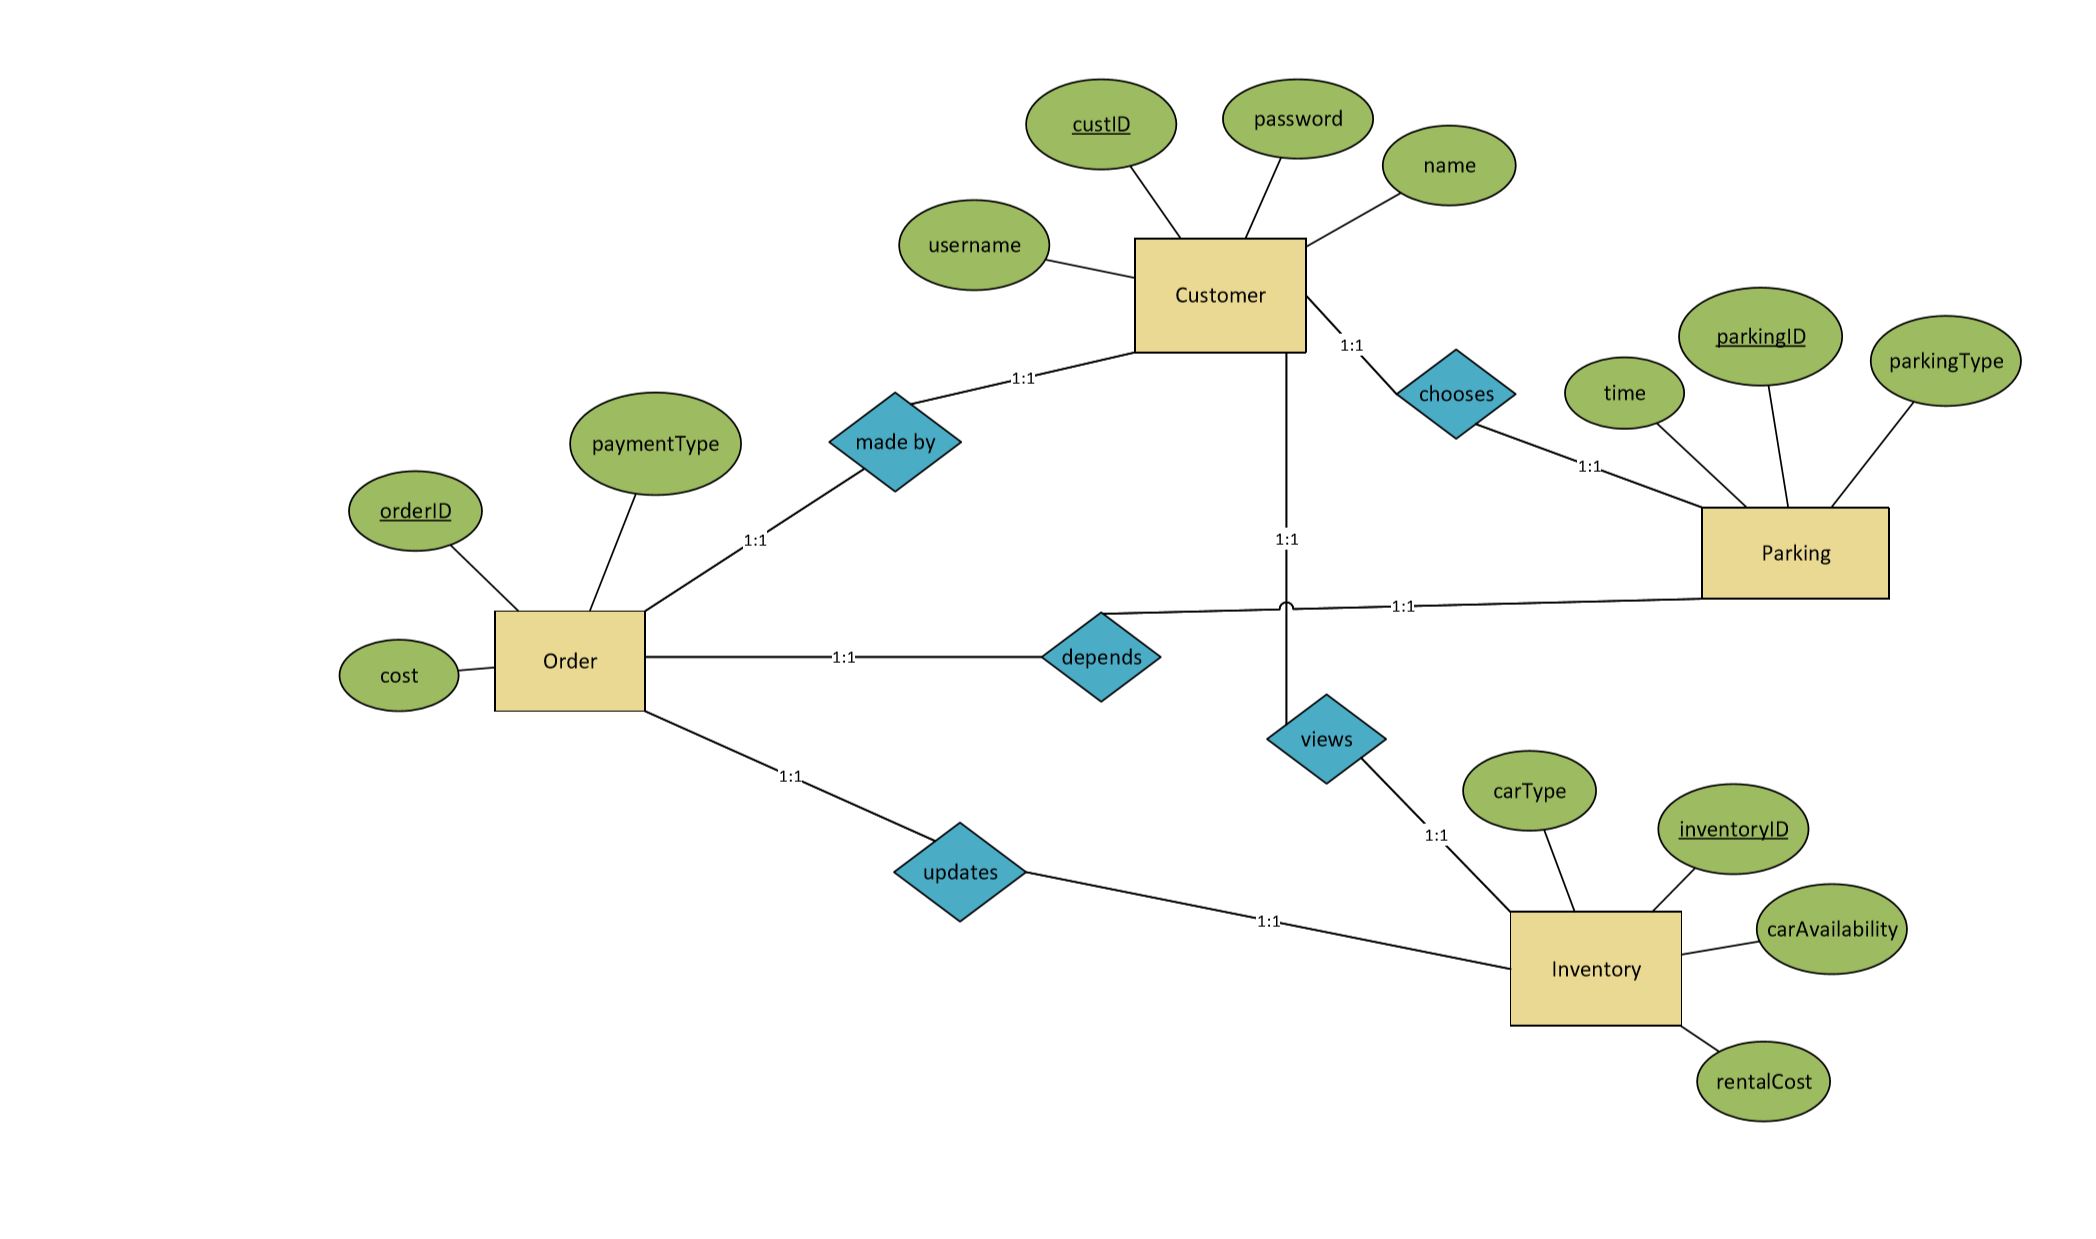 custID
password
name
username
Customer
1:1
parkingID
parkingType
time
chooses
1:1
made by
paymentType
1:1
orderID
1:1
1:1
Parking
1:1
Order
1:1
depends
cost
views
1:1
carType
inventoryID
1:1
updates
1:1
carAvailability
Inventory
rentalCost